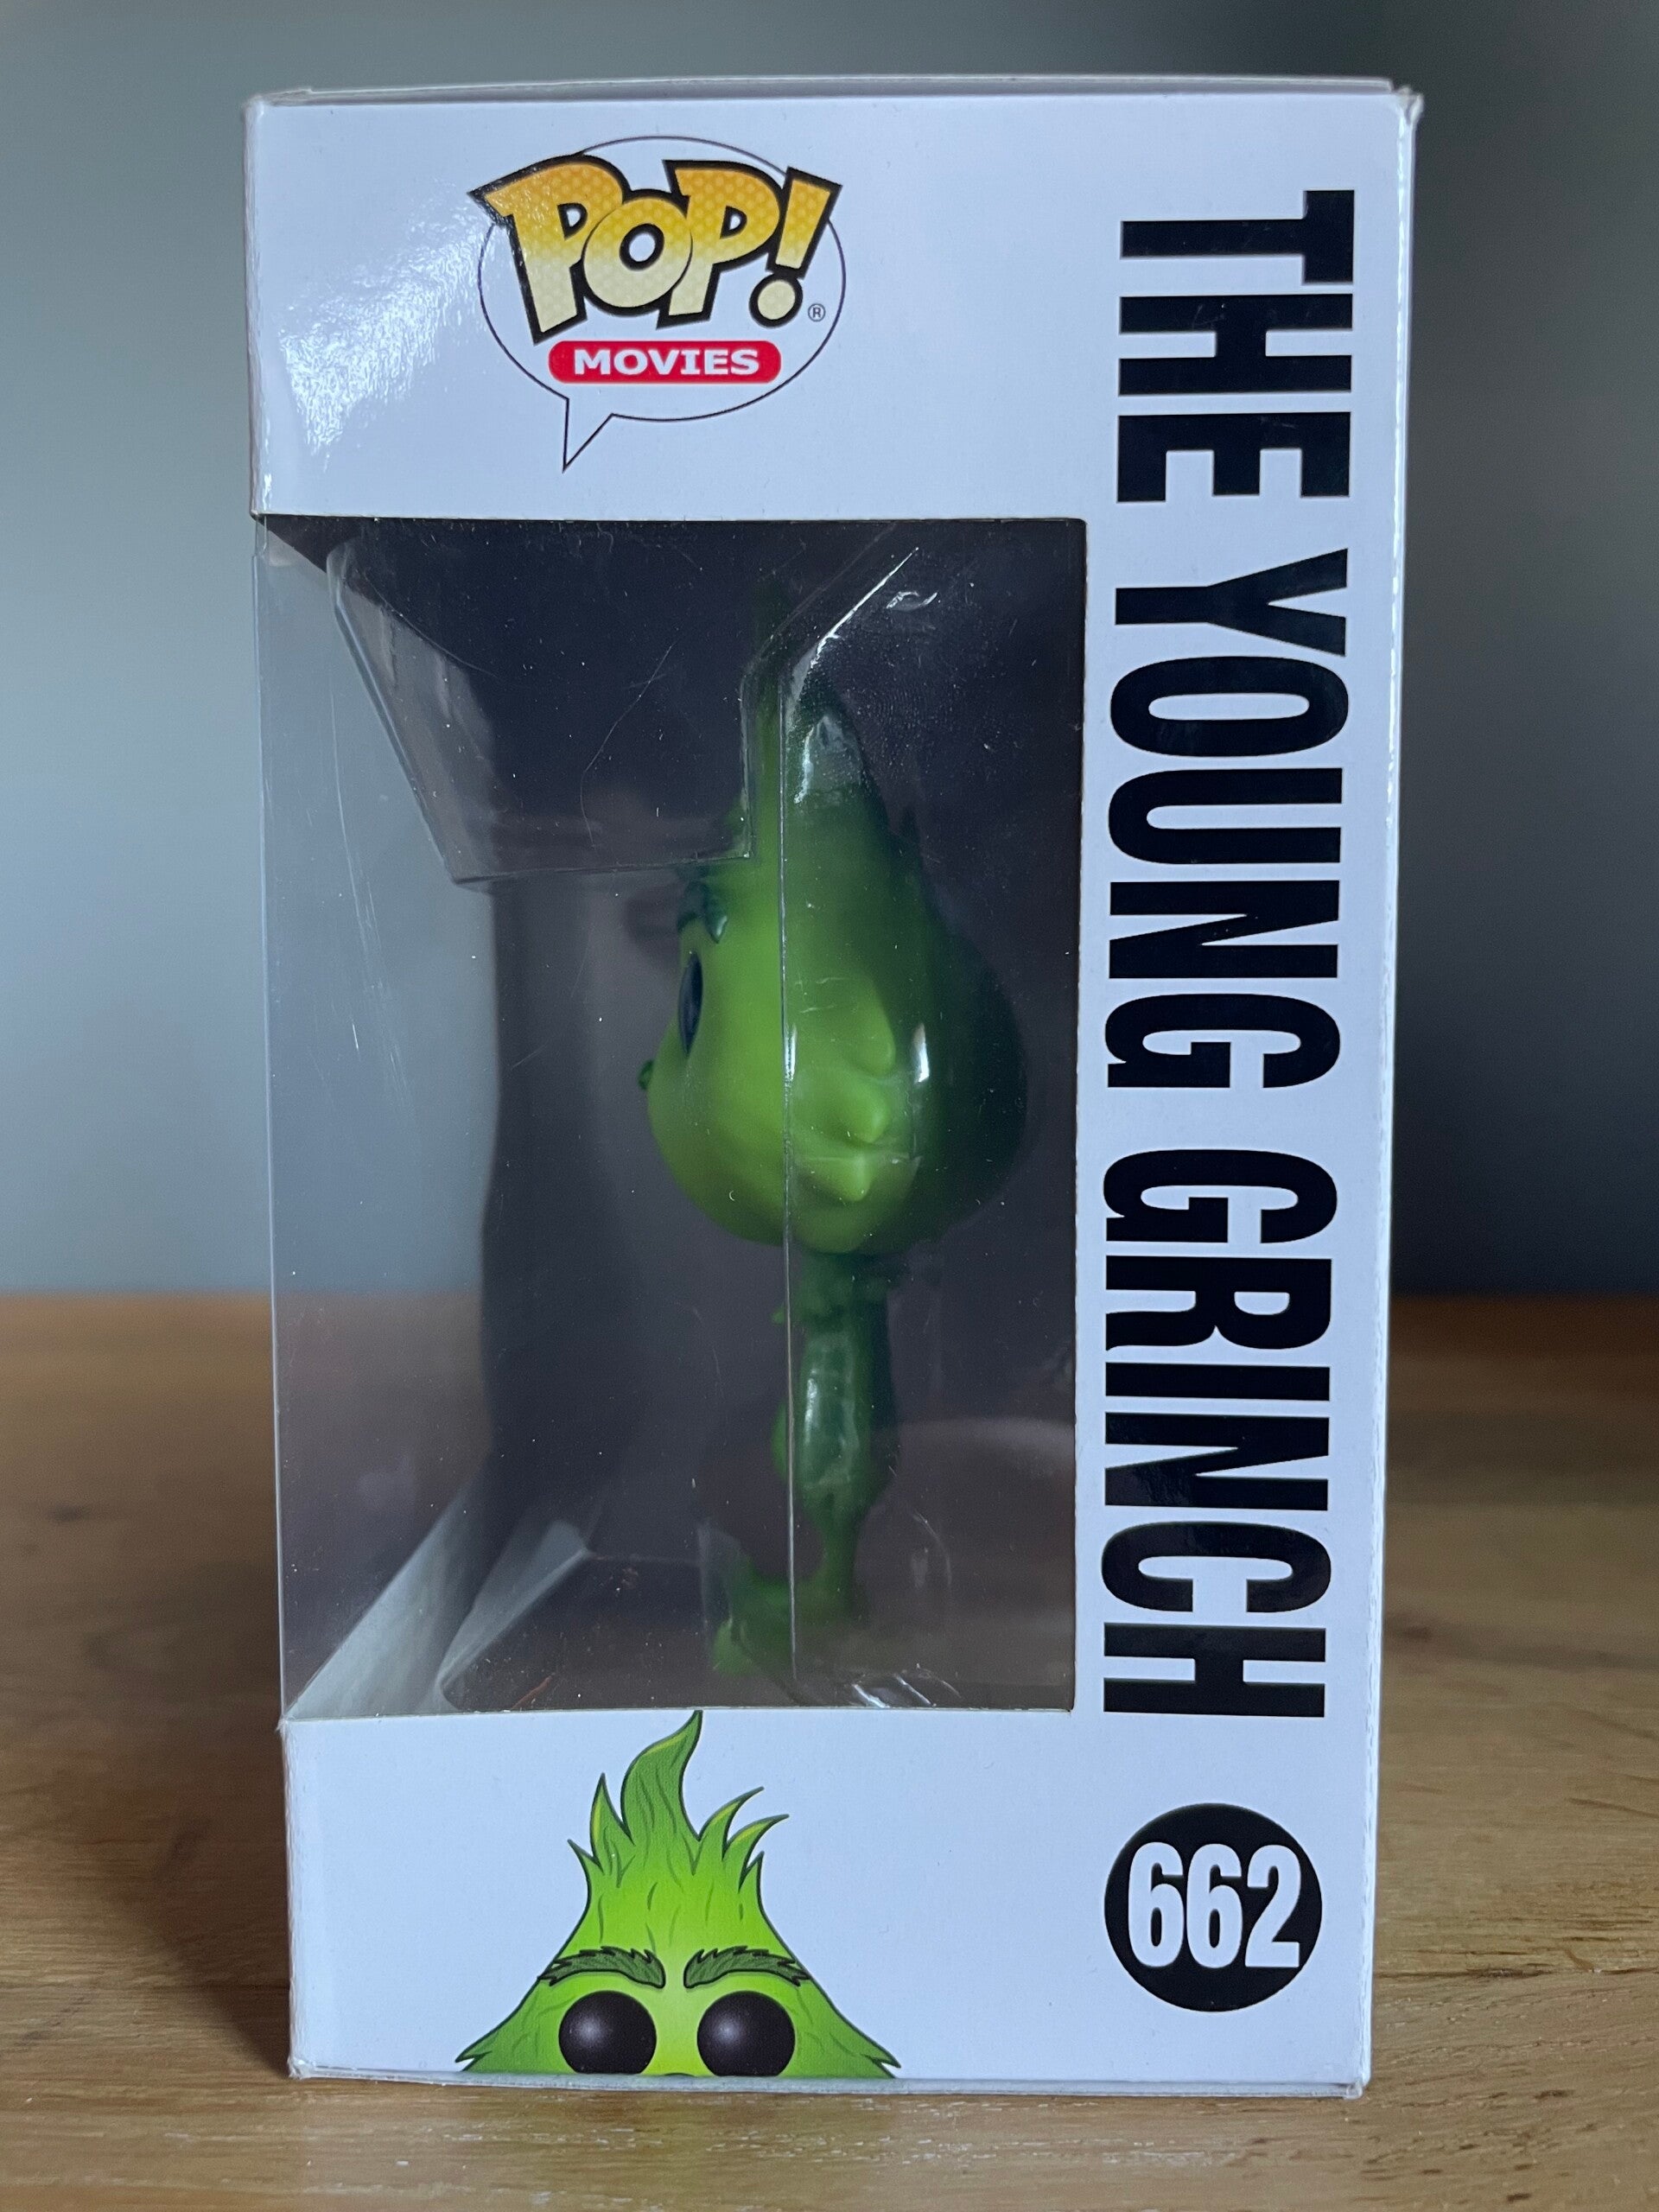 POP!®
MOVIES
THE YOUNG GRINCH
662